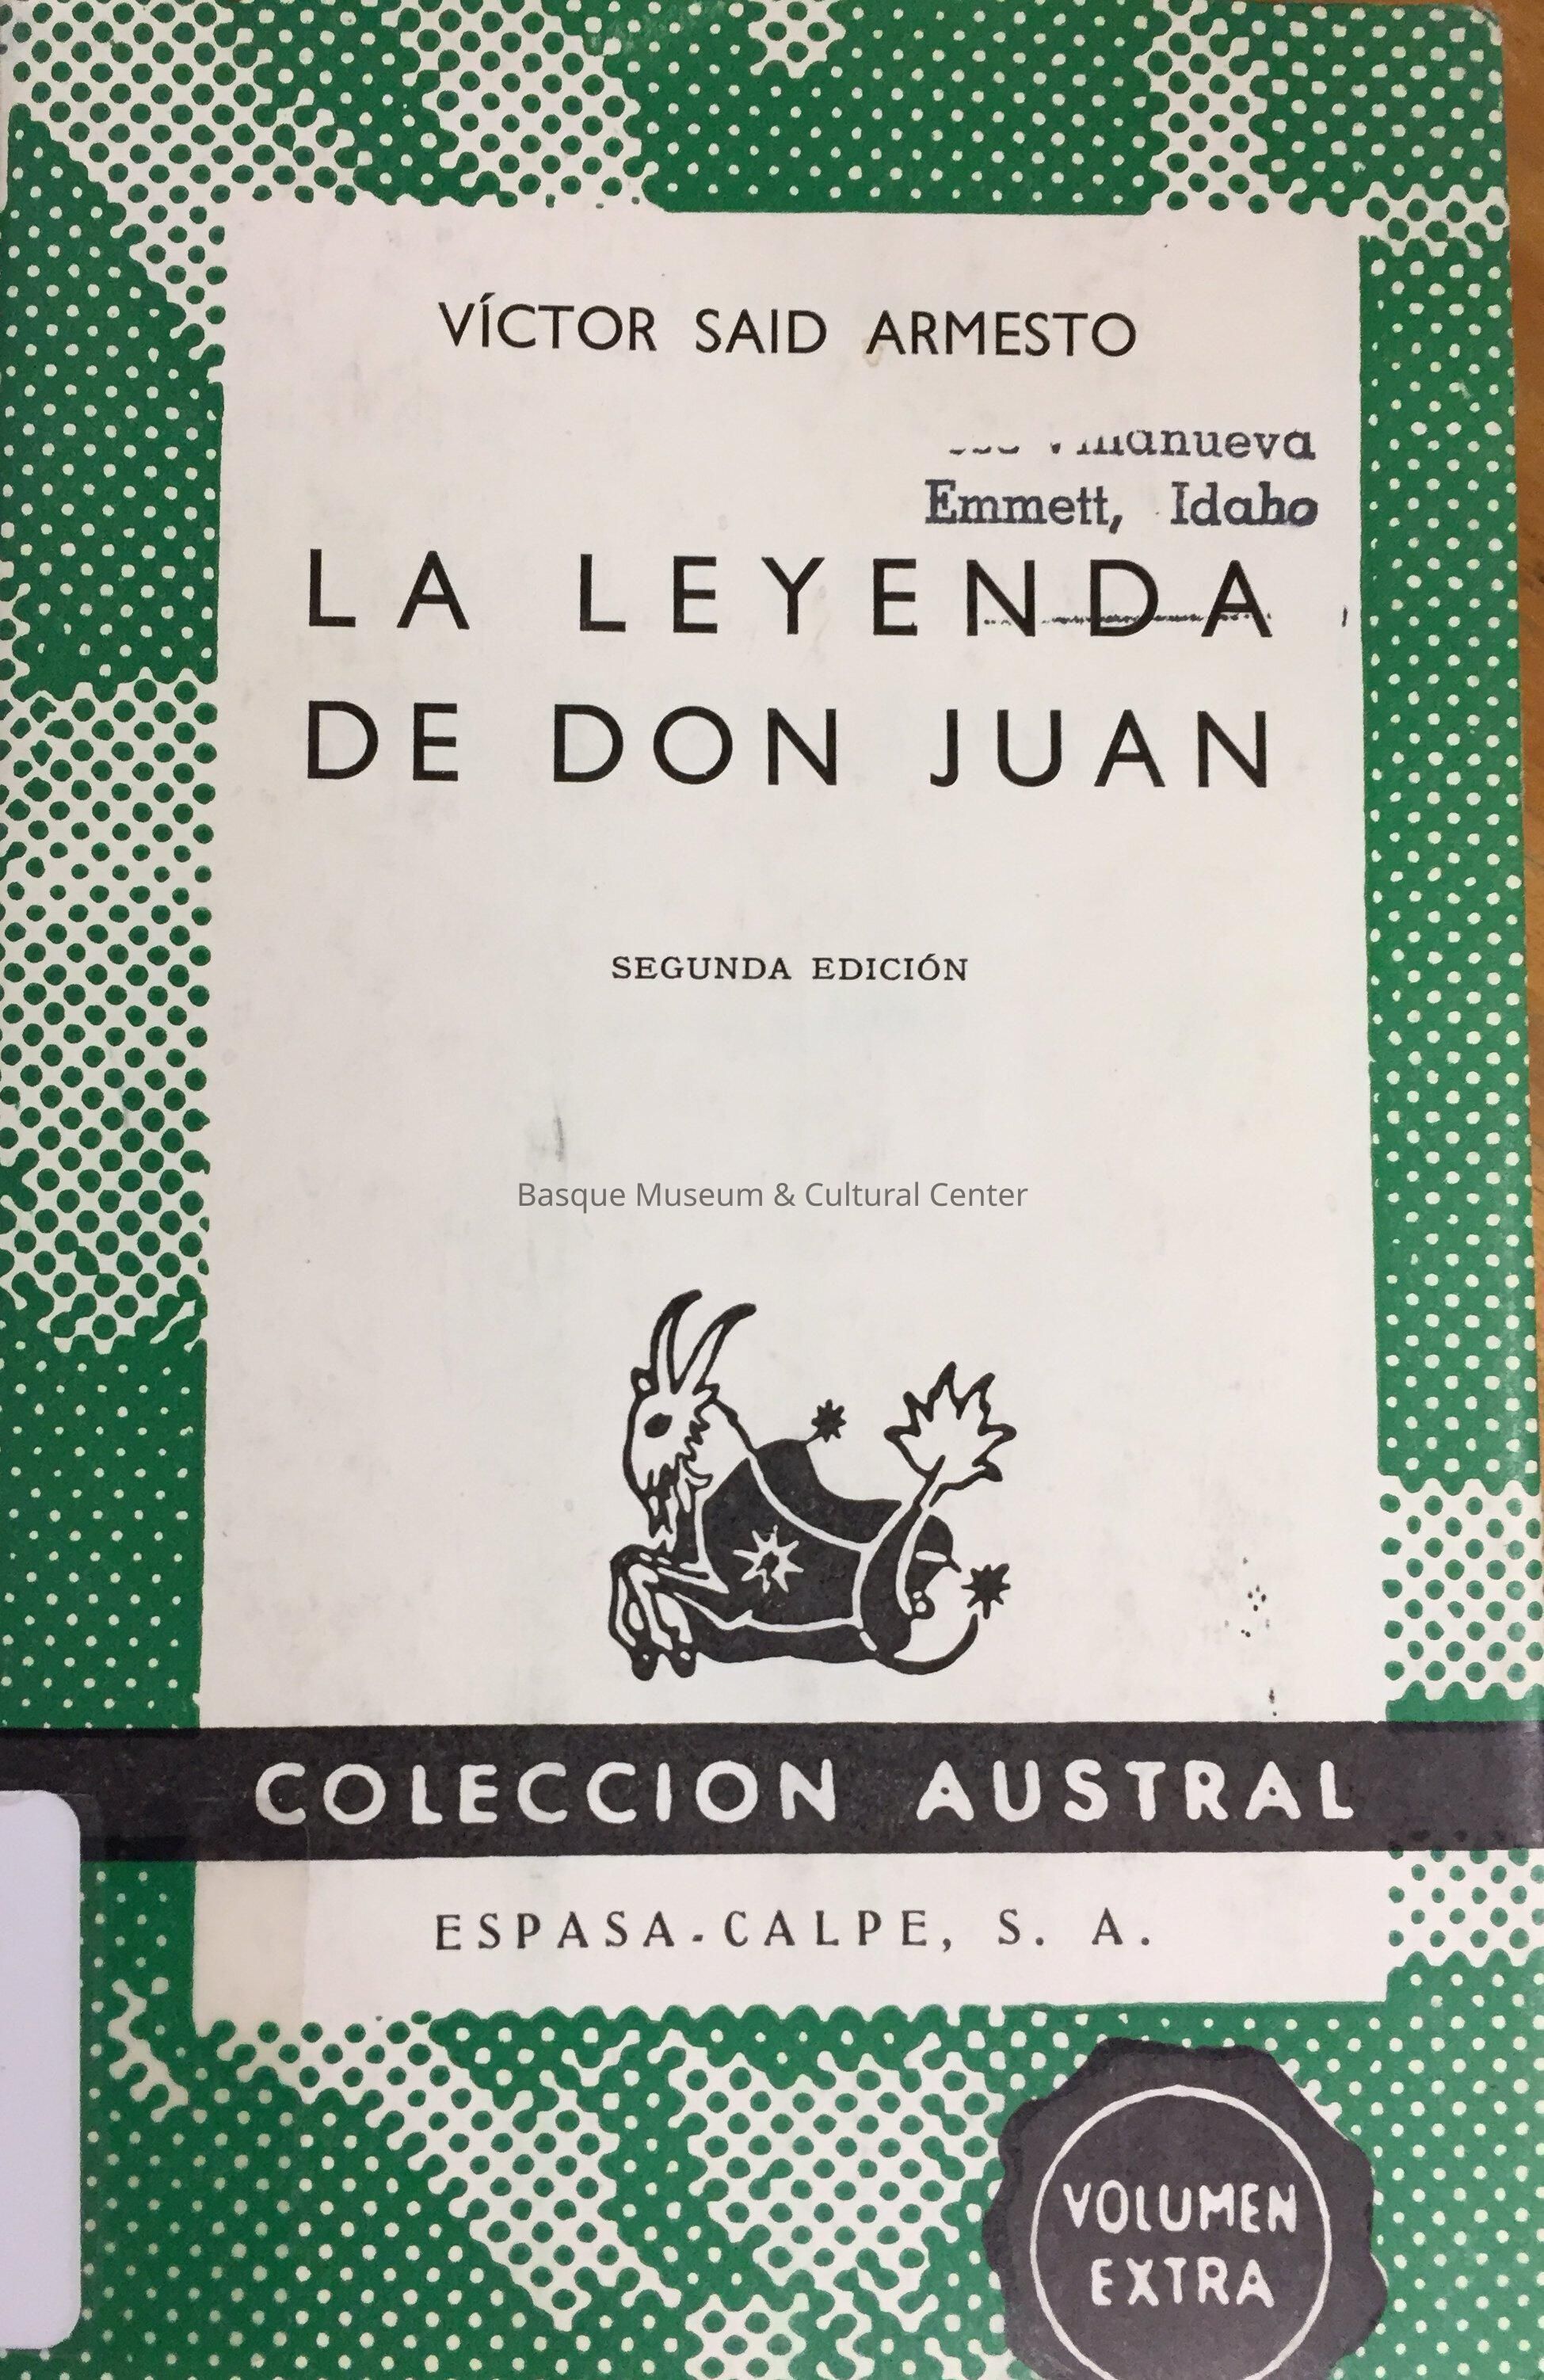 VÍCTOR SAID ARMESTO
Villanueva
Emmett, Idaho
LA LEYENDA
DE DON JUAN
SEGUNDA EDICIÓN
Basque Museum & Cultural Center
COLECCION AUSTRAL
ESPASA-CALPE, S. A.
VOLUMEN
EXTRA